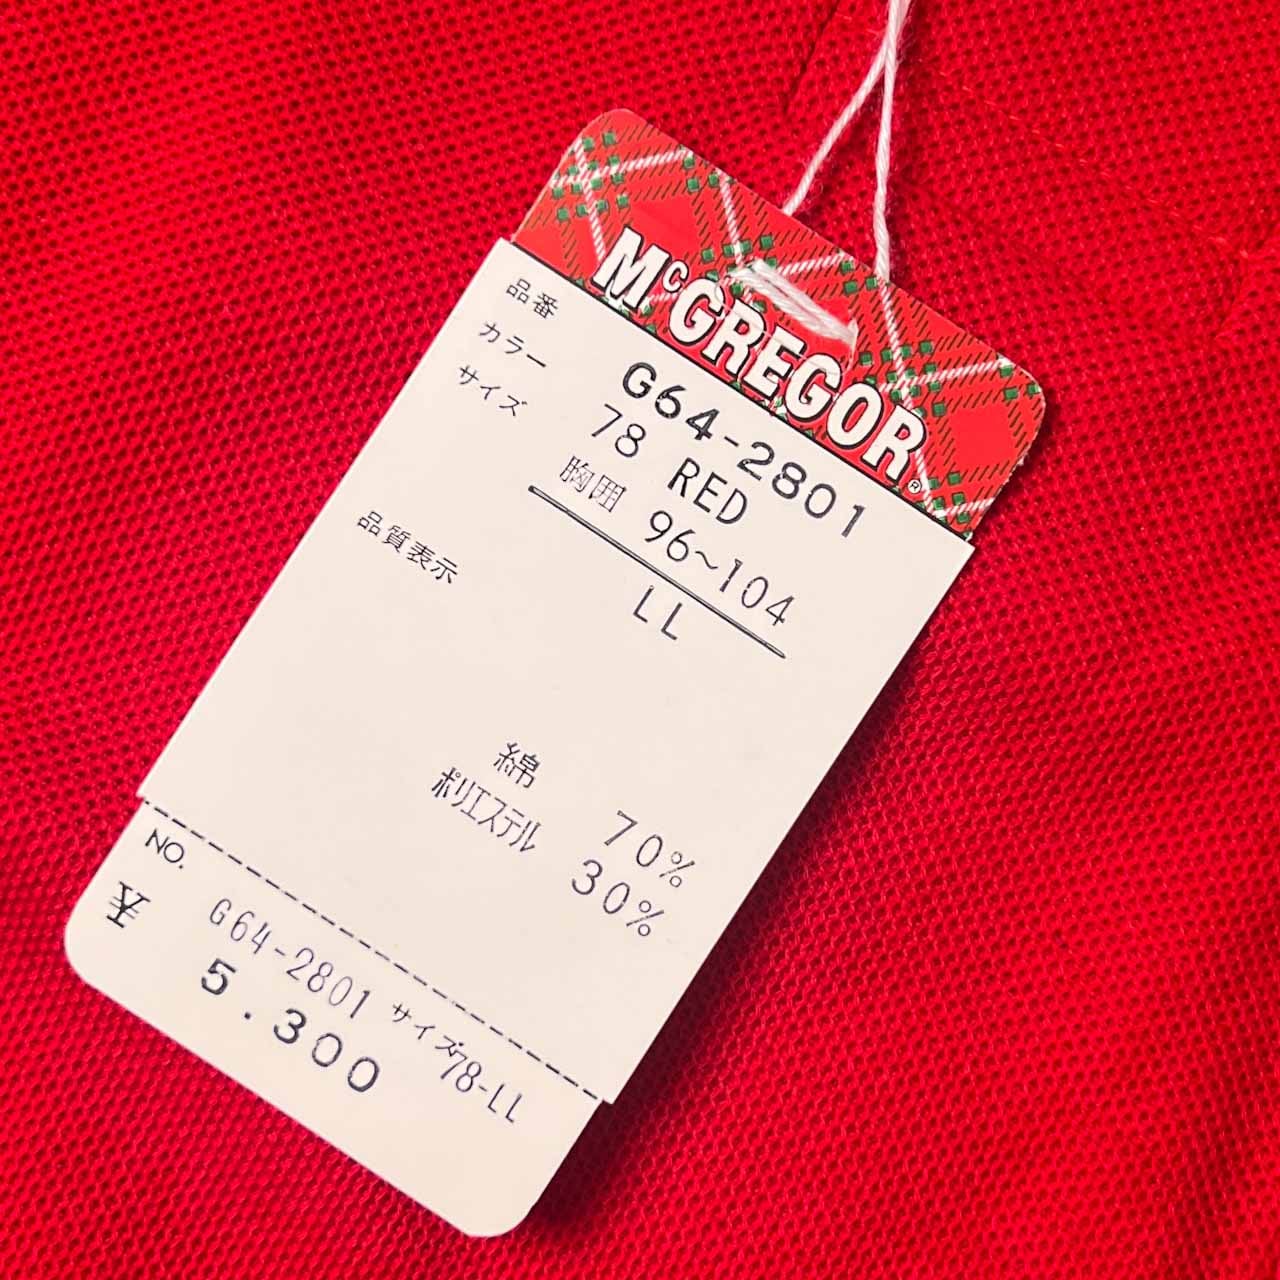 McGREGOR®
品番 G64-2801
カラー 78 RED
サイズ 胸囲 96~104
LL
品質表示
綿 70%
ポリエステル 30%
NO. G64-2801 サイズ 78-LL
¥ 5.300